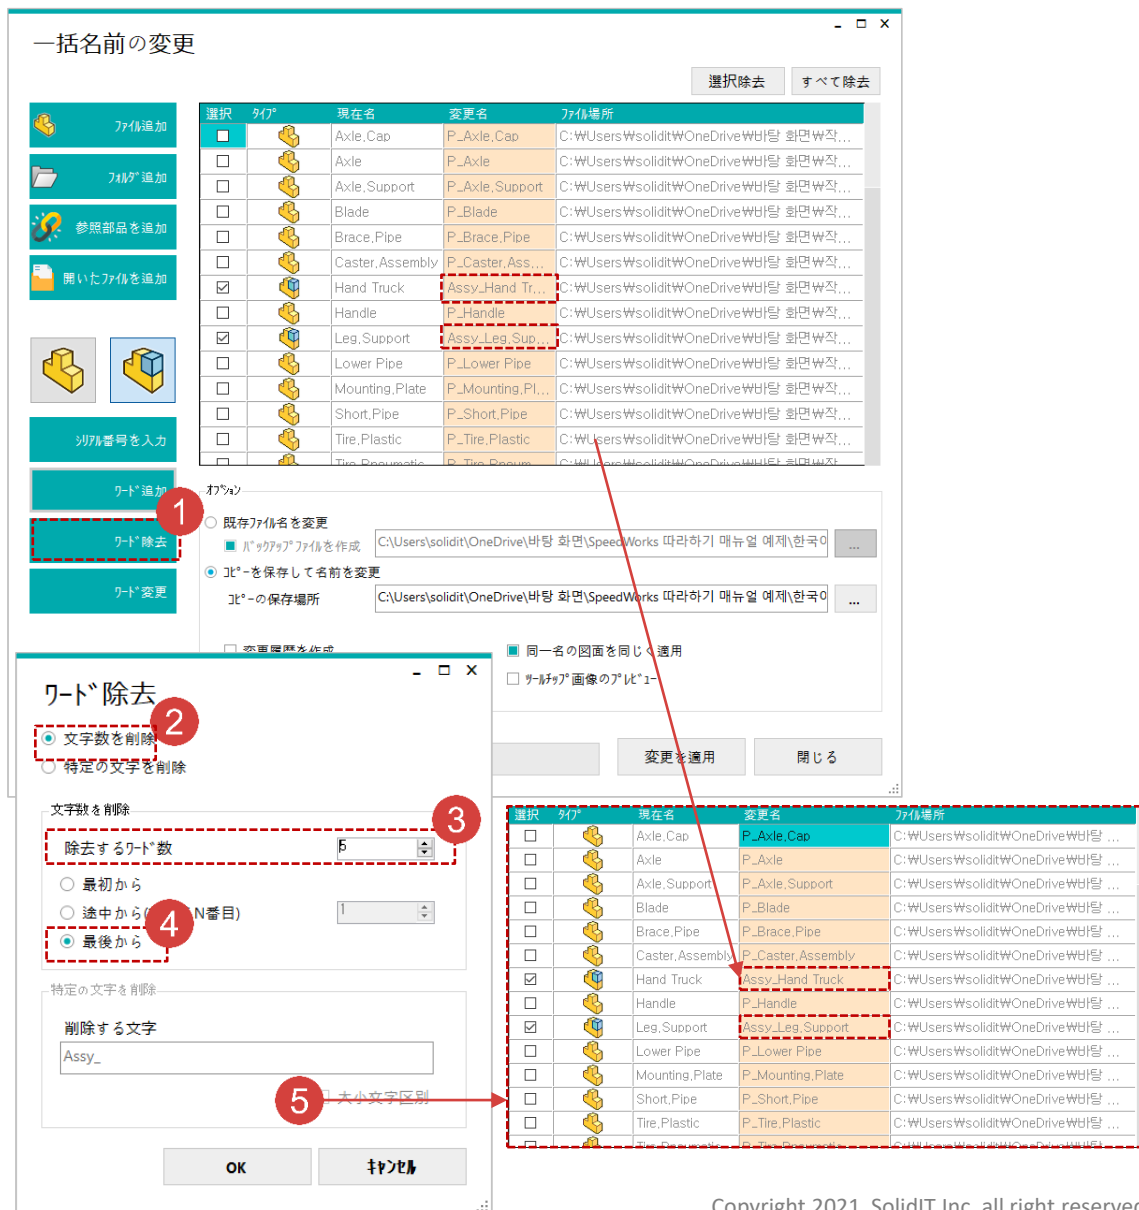 一括名前の変更
選択除去 すべて除去
ﾌｧｲﾙ追加
ﾌｫﾙﾀﾞ追加
参照部品を追加
開いたﾌｧｲﾙを追加
ｼﾘｱﾙ番号を入力
ﾜｰﾄﾞ追加
ﾜｰﾄﾞ除去
ﾜｰﾄﾞ変更
選択 ﾀｲﾌﾟ 現在名 変更名 ﾌｧｲﾙ場所
Axle,Cap P_Axle,Cap C:₩Users₩solidit₩OneDrive₩바탕 화면₩작...
Axle P_Axle C:₩Users₩solidit₩OneDrive₩바탕 화면₩작...
Axle,Support P_Axle,Support C:₩Users₩solidit₩OneDrive₩바탕 화면₩작...
Blade P_Blade C:₩Users₩solidit₩OneDrive₩바탕 화면₩작...
Brace,Pipe P_Brace,Pipe C:₩Users₩solidit₩OneDrive₩바탕 화면₩작...
Caster,Assembly P_Caster,Ass... C:₩Users₩solidit₩OneDrive₩바탕 화면₩작...
Hand Truck Assy_Hand Tr... C:₩Users₩solidit₩OneDrive₩바탕 화면₩작...
Handle P_Handle C:₩Users₩solidit₩OneDrive₩바탕 화면₩작...
Leg,Support Assy_Leg,Sup... C:₩Users₩solidit₩OneDrive₩바탕 화면₩작...
Lower Pipe P_Lower Pipe C:₩Users₩solidit₩OneDrive₩바탕 화면₩작...
Mounting,Plate P_Mounting,Pl... C:₩Users₩solidit₩OneDrive₩바탕 화면₩작...
Short,Pipe P_Short,Pipe C:₩Users₩solidit₩OneDrive₩바탕 화면₩작...
Tire,Plastic P_Tire,Plastic C:₩Users₩solidit₩OneDrive₩바탕 화면₩작...
ｵﾌﾟｼｮﾝ
既存ﾌｧｲﾙ名を変更
ﾊﾞｯｸｱｯﾌﾟﾌｧｲﾙを作成 C:\Users\solidit\OneDrive\바탕 화면\SpeedWorks 따라하기 매뉴얼 예제\한국어 ...
ｺﾋﾟｰを保存して名前を変更
ｺﾋﾟｰの保存場所 C:\Users\solidit\OneDrive\바탕 화면\SpeedWorks 따라하기 매뉴얼 예제\한국어 ...
変更履歴を作成 同一名の図面を同じく適用
ﾂｰﾙﾁｯﾌﾟ画像のﾌﾟﾚﾋﾞｭｰ
変更を適用 閉じる
1
ﾜｰﾄﾞ除去
2
文字数を削除
特定の文字を削除
文字数を削除
3
除去するﾜｰﾄﾞ数 5
最初から
途中から N番目) 1
4
最後から
特定の文字を削除
削除する文字
Assy_
5
大小文字区別
OK ｷｬﾝｾﾙ
選択 ﾀｲﾌﾟ 現在名 変更名 ﾌｧｲﾙ場所
Axle,Cap P_Axle,Cap C:₩Users₩solidit₩OneDrive₩바탕 ...
Axle P_Axle C:₩Users₩solidit₩OneDrive₩바탕 ...
Axle,Support P_Axle,Support C:₩Users₩solidit₩OneDrive₩바탕 ...
Blade P_Blade C:₩Users₩solidit₩OneDrive₩바탕 ...
Brace,Pipe P_Brace,Pipe C:₩Users₩solidit₩OneDrive₩바탕 ...
Caster,Assembly P_Caster,Assembly C:₩Users₩solidit₩OneDrive₩바탕 ...
Hand Truck Assy_Hand Truck C:₩Users₩solidit₩OneDrive₩바탕 ...
Handle P_Handle C:₩Users₩solidit₩OneDrive₩바탕 ...
Leg,Support Assy_Leg,Support C:₩Users₩solidit₩OneDrive₩바탕 ...
Lower Pipe P_Lower Pipe C:₩Users₩solidit₩OneDrive₩바탕 ...
Mounting,Plate P_Mounting,Plate C:₩Users₩solidit₩OneDrive₩바탕 ...
Short,Pipe P_Short,Pipe C:₩Users₩solidit₩OneDrive₩바탕 ...
Tire,Plastic P_Tire,Plastic C:₩Users₩solidit₩OneDrive₩바탕 ...
Copyright 2021. SolidIT Inc. all right reserved